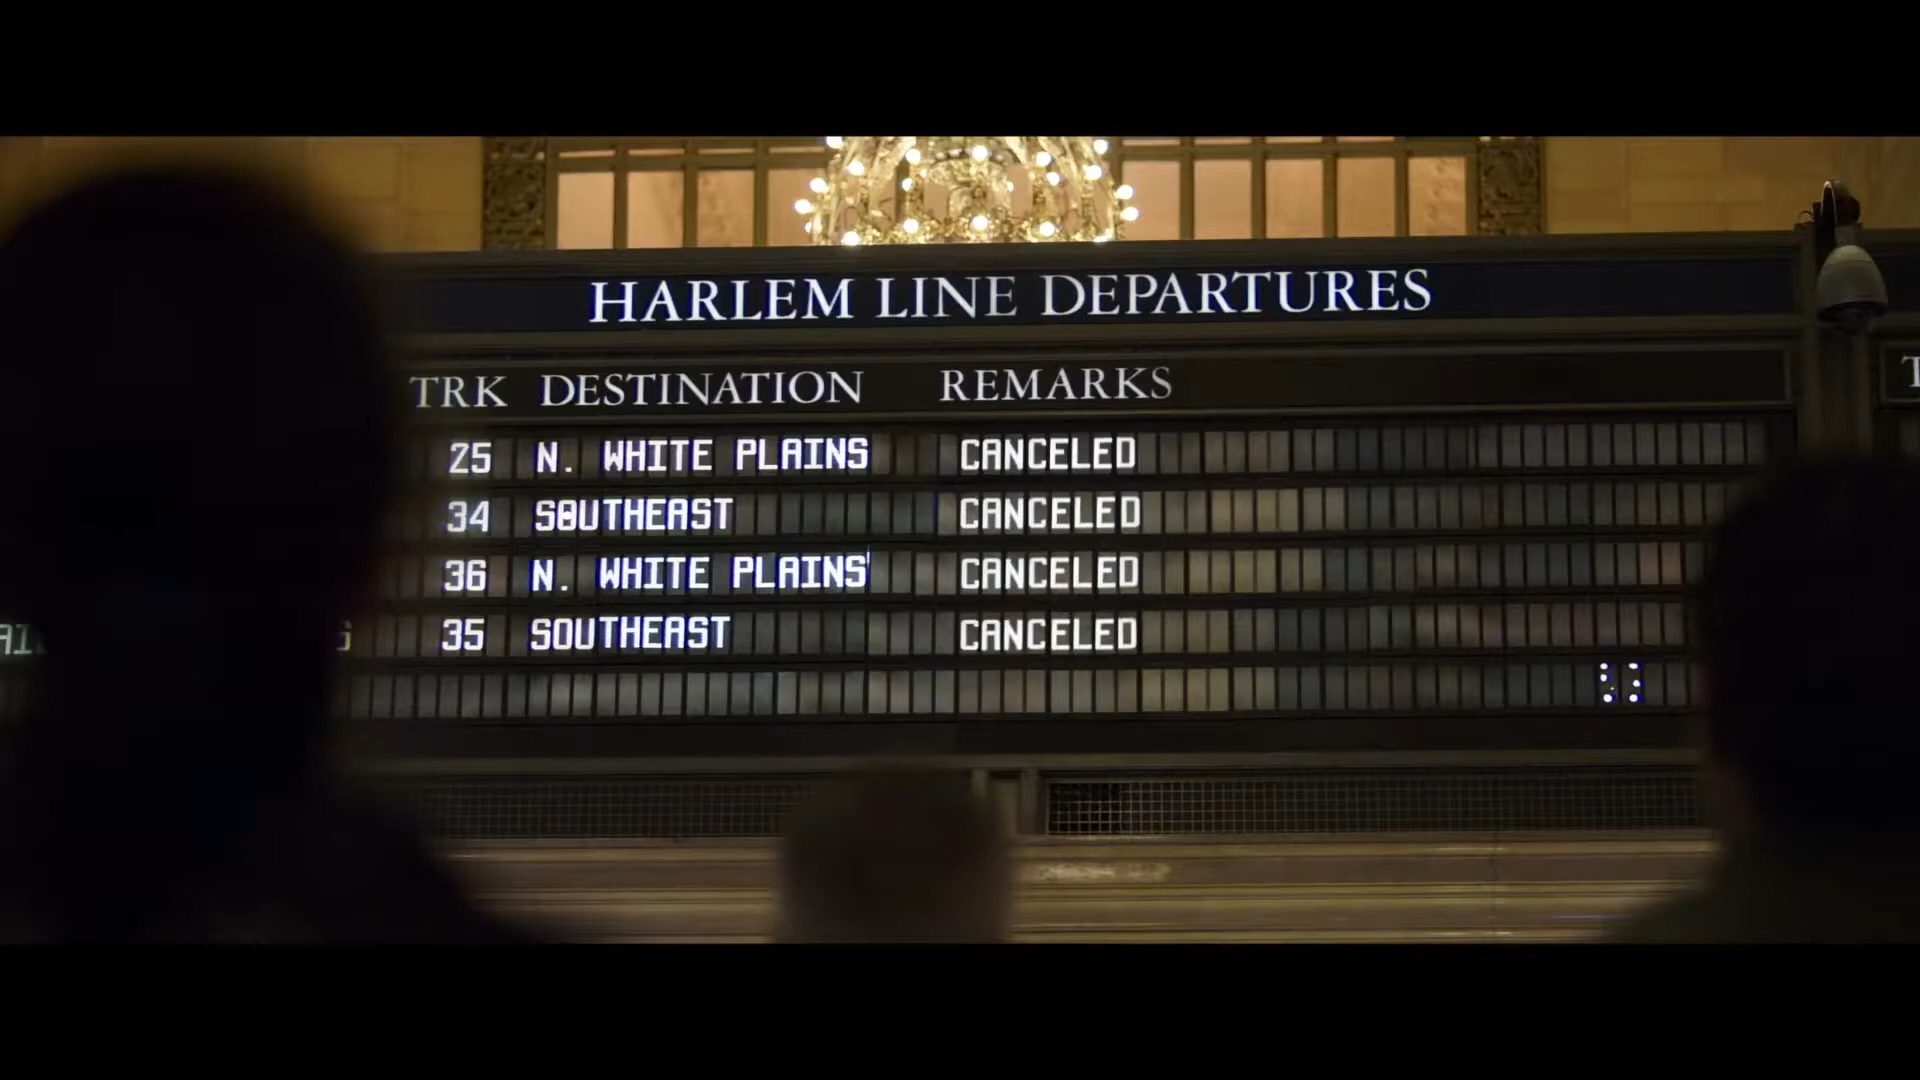 HARLEM LINE DEPARTURES
TRK DESTINATION REMARKS
25 N. WHITE PLAINS CANCELED
34 SOUTHEAST CANCELED
36 N. WHITE PLAINS CANCELED
35 SOUTHEAST CANCELED